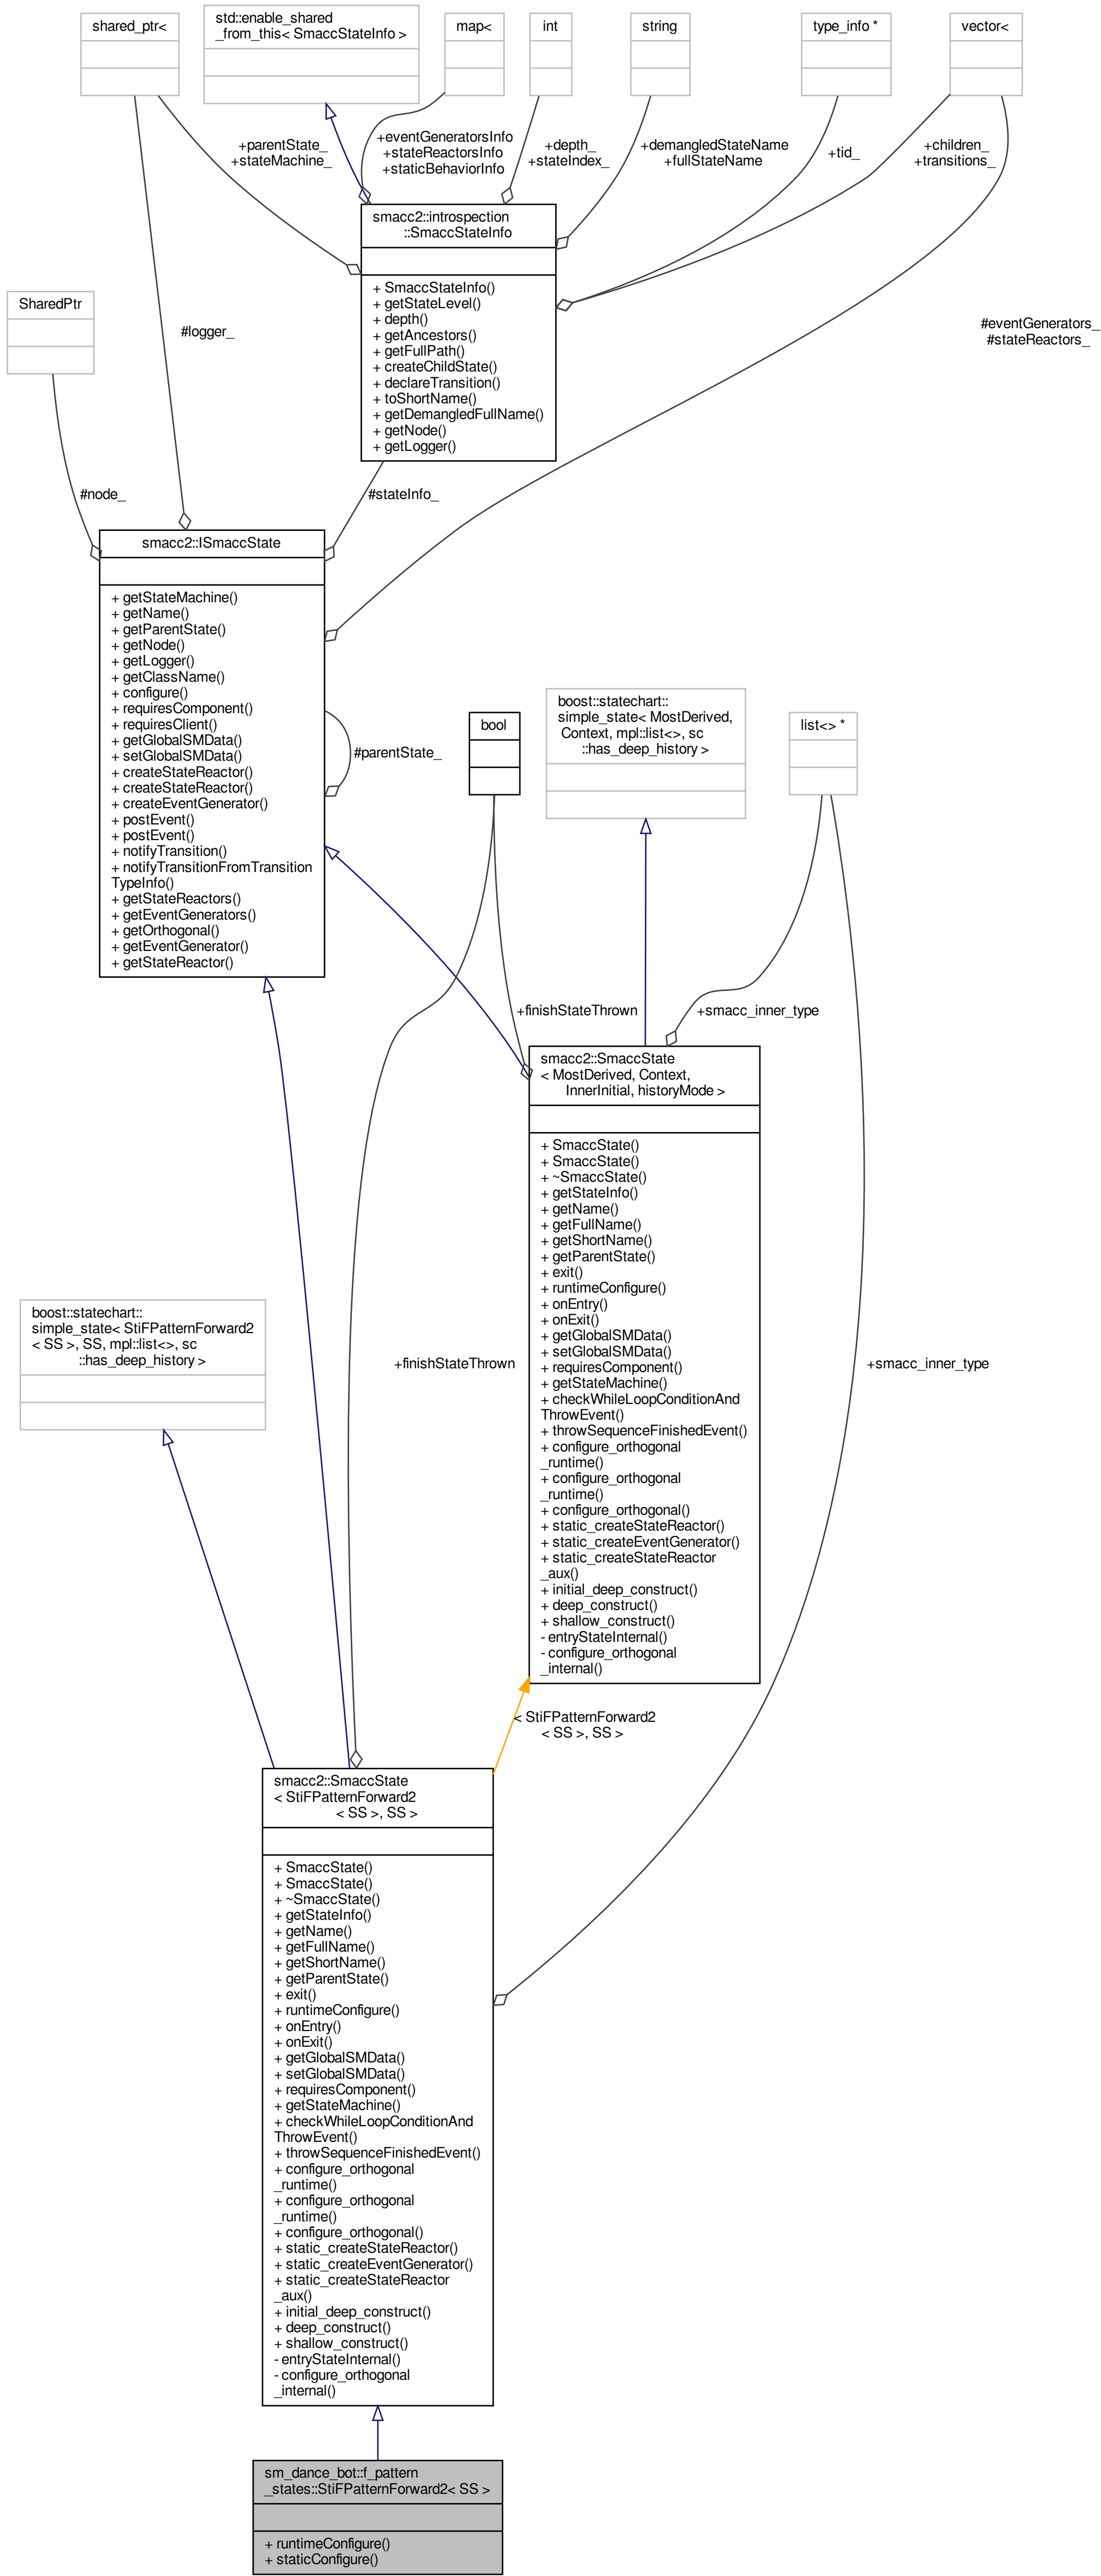 shared_ptr<
std::enable_shared
_from_this< SmaccStateInfo >
map<
int
string
type_info *
vector<
+parentState_
+stateMachine_
+eventGeneratorsInfo
+stateReactorsInfo
+staticBehaviorInfo
+depth_
+stateIndex_
+demangledStateName
+fullStateName
+tid_
+children_
+transitions_
smacc2::introspection
::SmaccStateInfo
+ SmaccStateInfo()
+ getStateLevel()
+ depth()
+ getAncestors()
+ getFullPath()
+ createChildState()
+ declareTransition()
+ toShortName()
+ getDemangledFullName()
+ getNode()
+ getLogger()
SharedPtr
#logger_
#eventGenerators_
#stateReactors_
#node_
#stateInfo_
smacc2::ISmaccState
+ getStateMachine()
+ getName()
+ getParentState()
+ getNode()
+ getLogger()
+ getClassName()
+ configure()
+ requiresComponent()
+ requiresClient()
+ getGlobalSMData()
+ setGlobalSMData()
+ createStateReactor()
+ createStateReactor()
+ createEventGenerator()
+ postEvent()
+ postEvent()
+ notifyTransition()
+ notifyTransitionFromTransition
TypeInfo()
+ getStateReactors()
+ getEventGenerators()
+ getOrthogonal()
+ getEventGenerator()
+ getStateReactor()
#parentState_
bool
boost::statechart::
simple_state< MostDerived,
Context, mpl::list<>, sc
::has_deep_history >
list<> *
+finishStateThrown
+smacc_inner_type
smacc2::SmaccState
< MostDerived, Context,
InnerInitial, historyMode >
+ SmaccState()
+ SmaccState()
+ ~SmaccState()
+ getStateInfo()
+ getName()
+ getFullName()
+ getShortName()
+ getParentState()
+ exit()
+ runtimeConfigure()
+ onEntry()
+ onExit()
+ getGlobalSMData()
+ setGlobalSMData()
+ requiresComponent()
+ getStateMachine()
+ checkWhileLoopConditionAnd
ThrowEvent()
+ throwSequenceFinishedEvent()
+ configure_orthogonal
_runtime()
+ configure_orthogonal
_runtime()
+ configure_orthogonal()
+ static_createStateReactor()
+ static_createEventGenerator()
+ static_createStateReactor
_aux()
+ initial_deep_construct()
+ deep_construct()
+ shallow_construct()
- entryStateInternal()
- configure_orthogonal
_internal()
boost::statechart::
simple_state< StiFPatternForward2
< SS >, SS, mpl::list<>, sc
::has_deep_history >
+finishStateThrown
+smacc_inner_type
< StiFPatternForward2
< SS >, SS >
smacc2::SmaccState
< StiFPatternForward2
< SS >, SS >
+ SmaccState()
+ SmaccState()
+ ~SmaccState()
+ getStateInfo()
+ getName()
+ getFullName()
+ getShortName()
+ getParentState()
+ exit()
+ runtimeConfigure()
+ onEntry()
+ onExit()
+ getGlobalSMData()
+ setGlobalSMData()
+ requiresComponent()
+ getStateMachine()
+ checkWhileLoopConditionAnd
ThrowEvent()
+ throwSequenceFinishedEvent()
+ configure_orthogonal
_runtime()
+ configure_orthogonal
_runtime()
+ configure_orthogonal()
+ static_createStateReactor()
+ static_createEventGenerator()
+ static_createStateReactor
_aux()
+ initial_deep_construct()
+ deep_construct()
+ shallow_construct()
- entryStateInternal()
- configure_orthogonal
_internal()
sm_dance_bot::f_pattern
_states::StiFPatternForward2< SS >
+ runtimeConfigure()
+ staticConfigure()